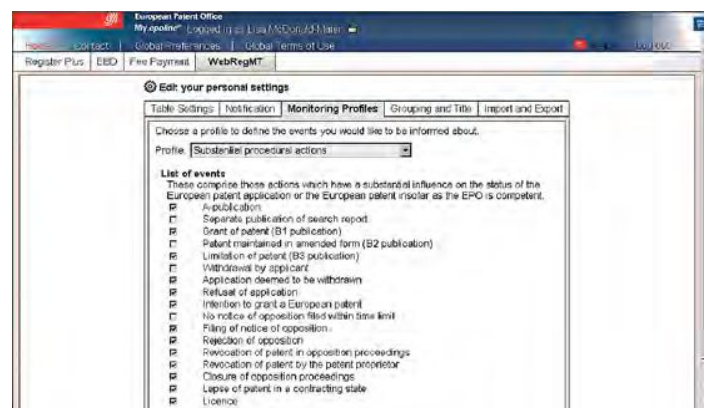 European Patent Office
My epoline® Logged in as Lisa McDonald-Maier
Home Contact Global Preferences Global Terms of Use
Register Plus EBD Fee Payment WebRegMT
Edit your personal settings
Table Settings Notification Monitoring Profiles Grouping and Title Import and Export
Choose a profile to define the events you would like to be informed about.
Profile: Substantial procedural actions
List of events
These comprise those actions which have a substantial influence on the status of the
European patent application or the European patent insofar as the EPO is competent.
A-publication
Separate publication of search report
Grant of patent (B1 publication)
Patent maintained in amended form (B2 publication)
Limitation of patent (B3 publication)
Withdrawal by applicant
Application deemed to be withdrawn
Refusal of application
Intention to grant a European patent
No notice of opposition filed within time limit
Filing of notice of opposition
Rejection of opposition
Revocation of patent in opposition proceedings
Revocation of patent by the patent proprietor
Closure of opposition proceedings
Lapse of patent in a contracting state
Licence